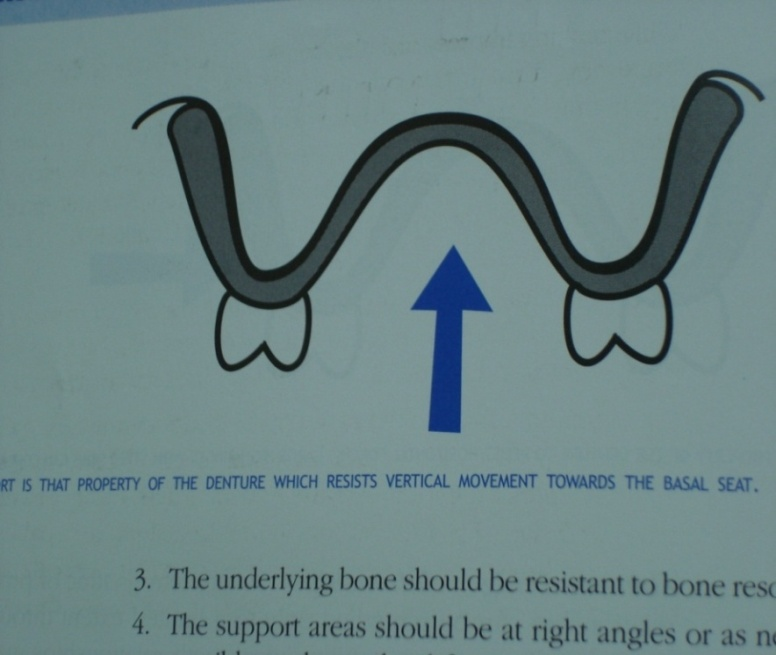 RT IS THAT PROPERTY OF THE DENTURE WHICH RESISTS VERTICAL MOVEMENT TOWARDS THE BASAL SEAT.
3. The underlying bone should be resistant to bone reso
4. The support areas should be at right angles or as ne